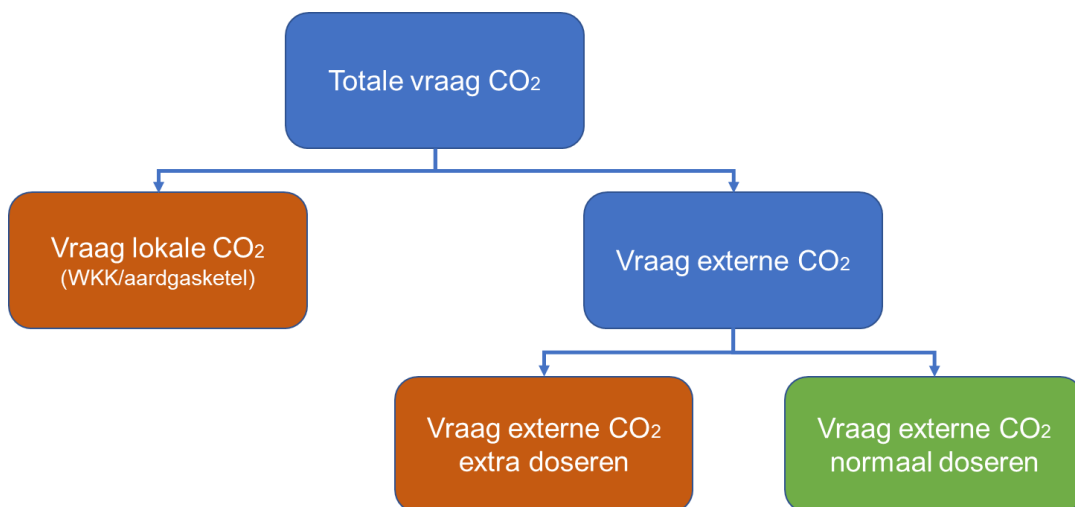 Totale vraag CO₂
Vraag lokale CO₂
(WKK/aardgasketel)
Vraag externe CO₂
Vraag externe CO₂
extra doseren
Vraag externe CO₂
normaal doseren